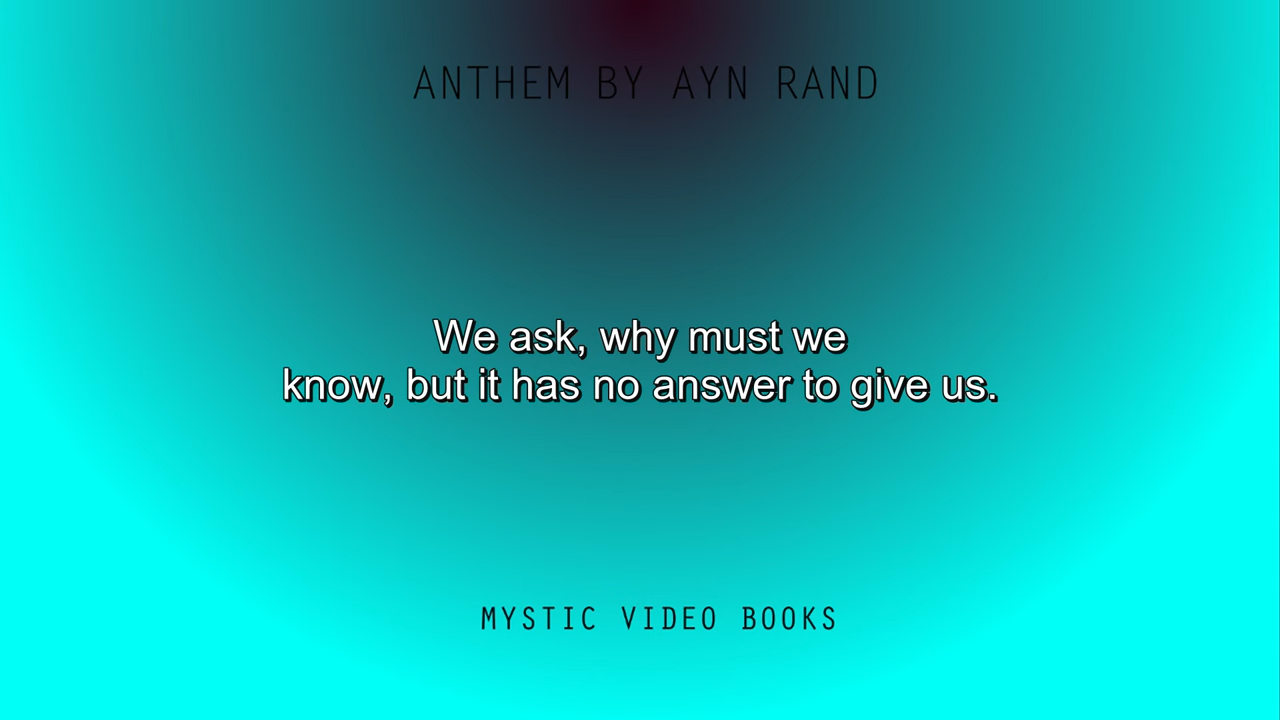 ANTHEM BY AYN RAND
We ask, why must we
know, but it has no answer to give us.
MYSTIC VIDEO BOOKS